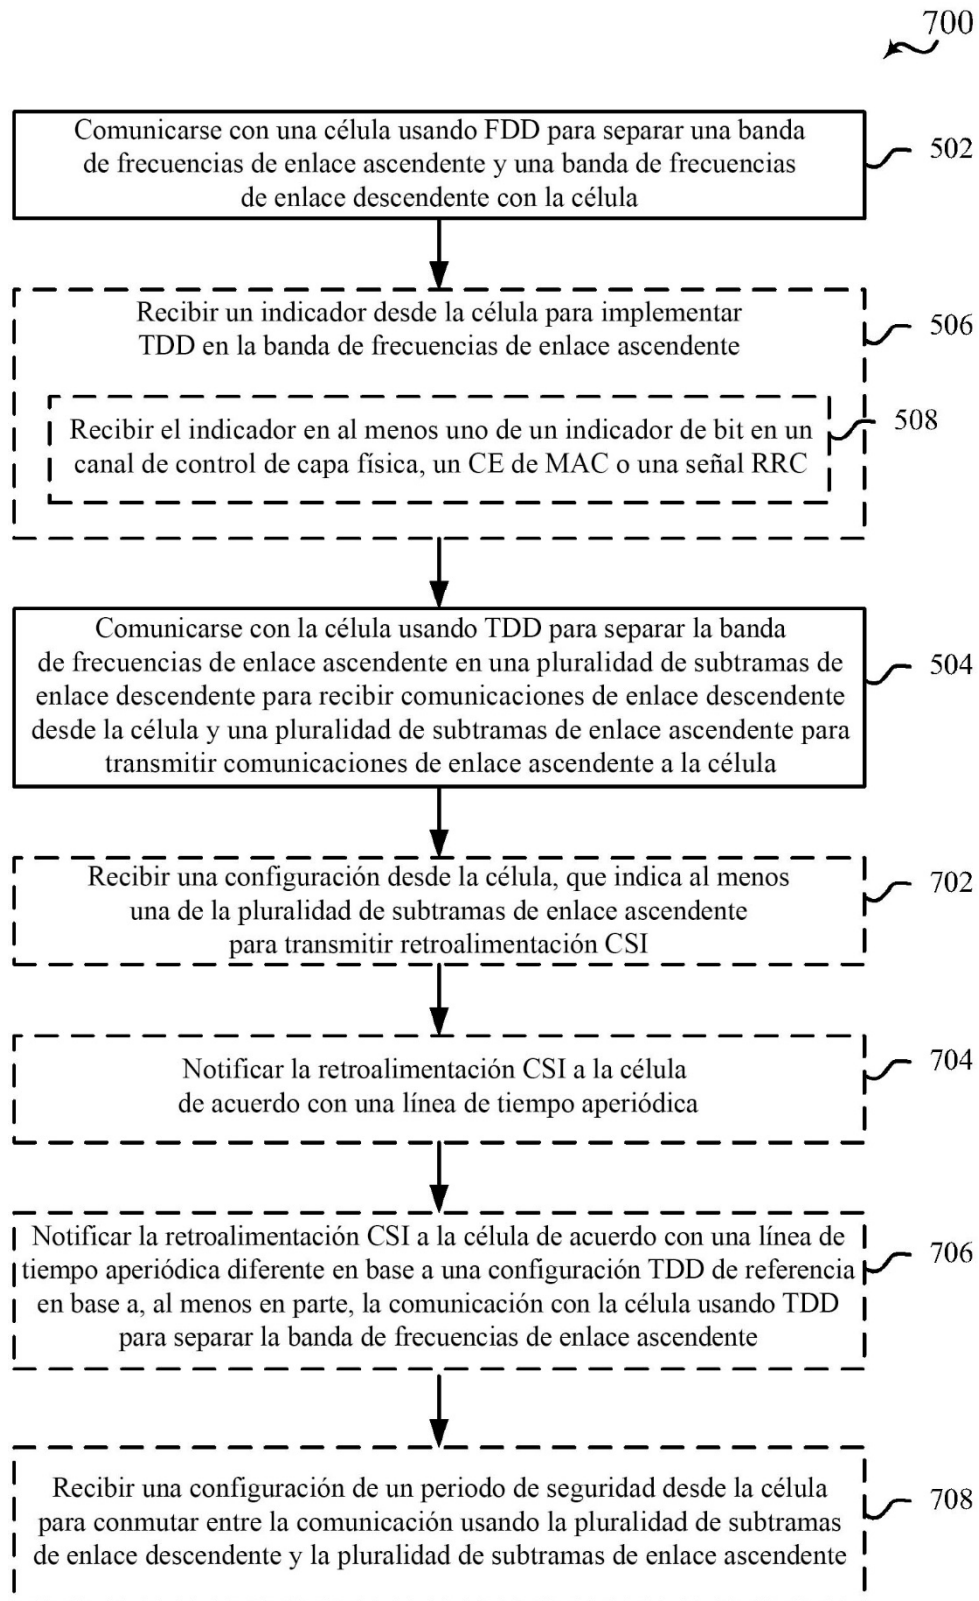 700
Comunicarse con una célula usando FDD para separar una banda
de frecuencias de enlace ascendente y una banda de frecuencias
de enlace descendente con la célula
502
Recibir un indicador desde la célula para implementar
TDD en la banda de frecuencias de enlace ascendente
506
Recibir el indicador en al menos uno de un indicador de bit en un
canal de control de capa física, un CE de MAC o una señal RRC
508
Comunicarse con la célula usando TDD para separar la banda
de frecuencias de enlace ascendente en una pluralidad de subtramas de
enlace descendente para recibir comunicaciones de enlace descendente
desde la célula y una pluralidad de subtramas de enlace ascendente para
transmitir comunicaciones de enlace ascendente a la célula
504
Recibir una configuración desde la célula, que indica al menos
una de la pluralidad de subtramas de enlace ascendente
para transmitir retroalimentación CSI
702
Notificar la retroalimentación CSI a la célula
de acuerdo con una línea de tiempo aperiódica
704
Notificar la retroalimentación CSI a la célula de acuerdo con una línea de
tiempo aperiódica diferente en base a una configuración TDD de referencia
en base a, al menos en parte, la comunicación con la célula usando TDD
para separar la banda de frecuencias de enlace ascendente
706
Recibir una configuración de un periodo de seguridad desde la célula
para conmutar entre la comunicación usando la pluralidad de subtramas
de enlace descendente y la pluralidad de subtramas de enlace ascendente
708